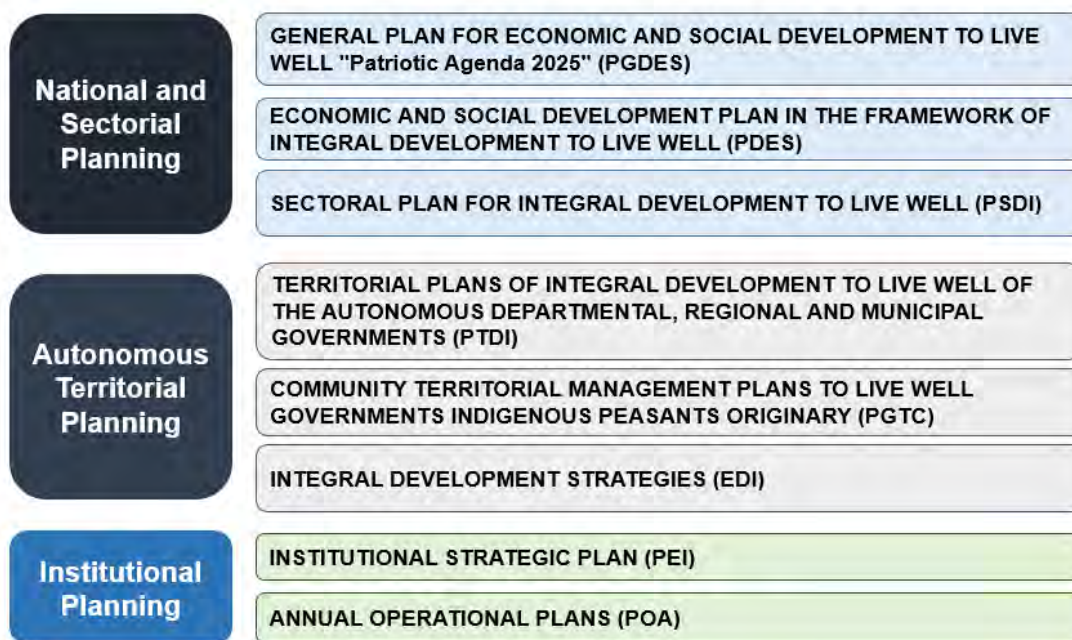 National and
Sectorial
Planning
GENERAL PLAN FOR ECONOMIC AND SOCIAL DEVELOPMENT TO LIVE
WELL "Patriotic Agenda 2025" (PGDES)
ECONOMIC AND SOCIAL DEVELOPMENT PLAN IN THE FRAMEWORK OF
INTEGRAL DEVELOPMENT TO LIVE WELL (PDES)
SECTORAL PLAN FOR INTEGRAL DEVELOPMENT TO LIVE WELL (PSDI)
Autonomous
Territorial
Planning
TERRITORIAL PLANS OF INTEGRAL DEVELOPMENT TO LIVE WELL OF
THE AUTONOMOUS DEPARTMENTAL, REGIONAL AND MUNICIPAL
GOVERNMENTS (PTDI)
COMMUNITY TERRITORIAL MANAGEMENT PLANS TO LIVE WELL
GOVERNMENTS INDIGENOUS PEASANTS ORIGINARY (PGTC)
INTEGRAL DEVELOPMENT STRATEGIES (EDI)
Institutional
Planning
INSTITUTIONAL STRATEGIC PLAN (PEI)
ANNUAL OPERATIONAL PLANS (POA)